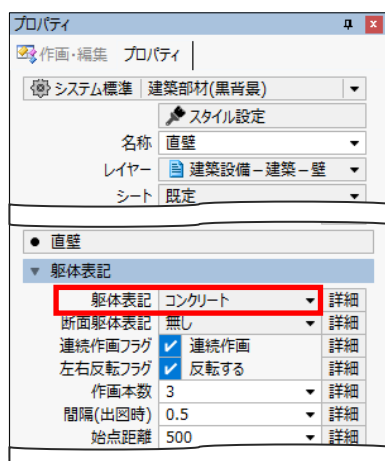 プロパティ
作画・編集 プロパティ
システム標準 建築部材(黒背景)
スタイル設定
名称 直壁
レイヤー 建築設備－建築－壁
シート 既定
● 直壁
▼ 躯体表記
躯体表記 コンクリート 詳細
断面躯体表記 無し 詳細
連続作画フラグ 連続作画 詳細
左右反転フラグ 反転する 詳細
作画本数 3 詳細
間隔(出図時) 0.5 詳細
始点距離 500 詳細